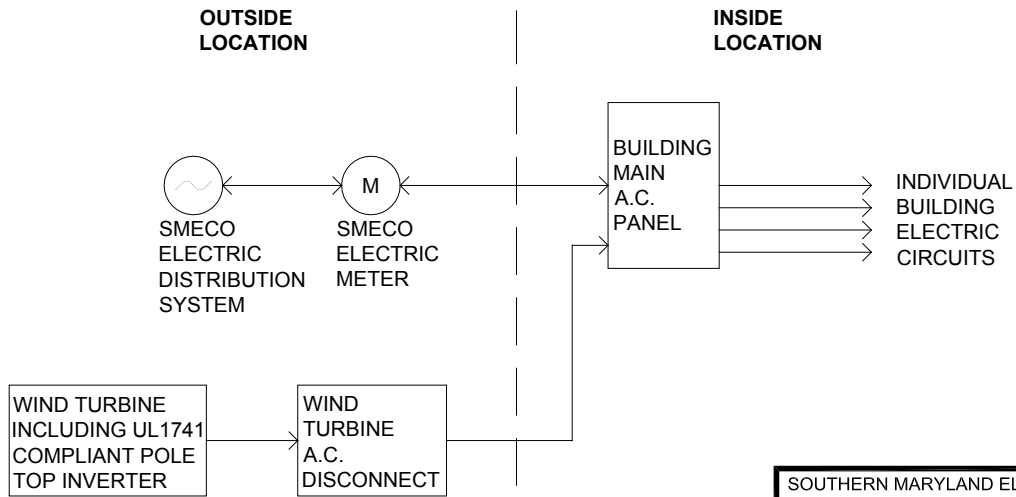 OUTSIDE
LOCATION
INSIDE
LOCATION
BUILDING
MAIN
A.C.
PANEL
INDIVIDUAL
BUILDING
ELECTRIC
CIRCUITS
M
SMECO
ELECTRIC
DISTRIBUTION
SYSTEM
SMECO
ELECTRIC
METER
WIND TURBINE
INCLUDING UL1741
COMPLIANT POLE
TOP INVERTER
WIND
TURBINE
A.C.
DISCONNECT
SOUTHERN MARYLAND